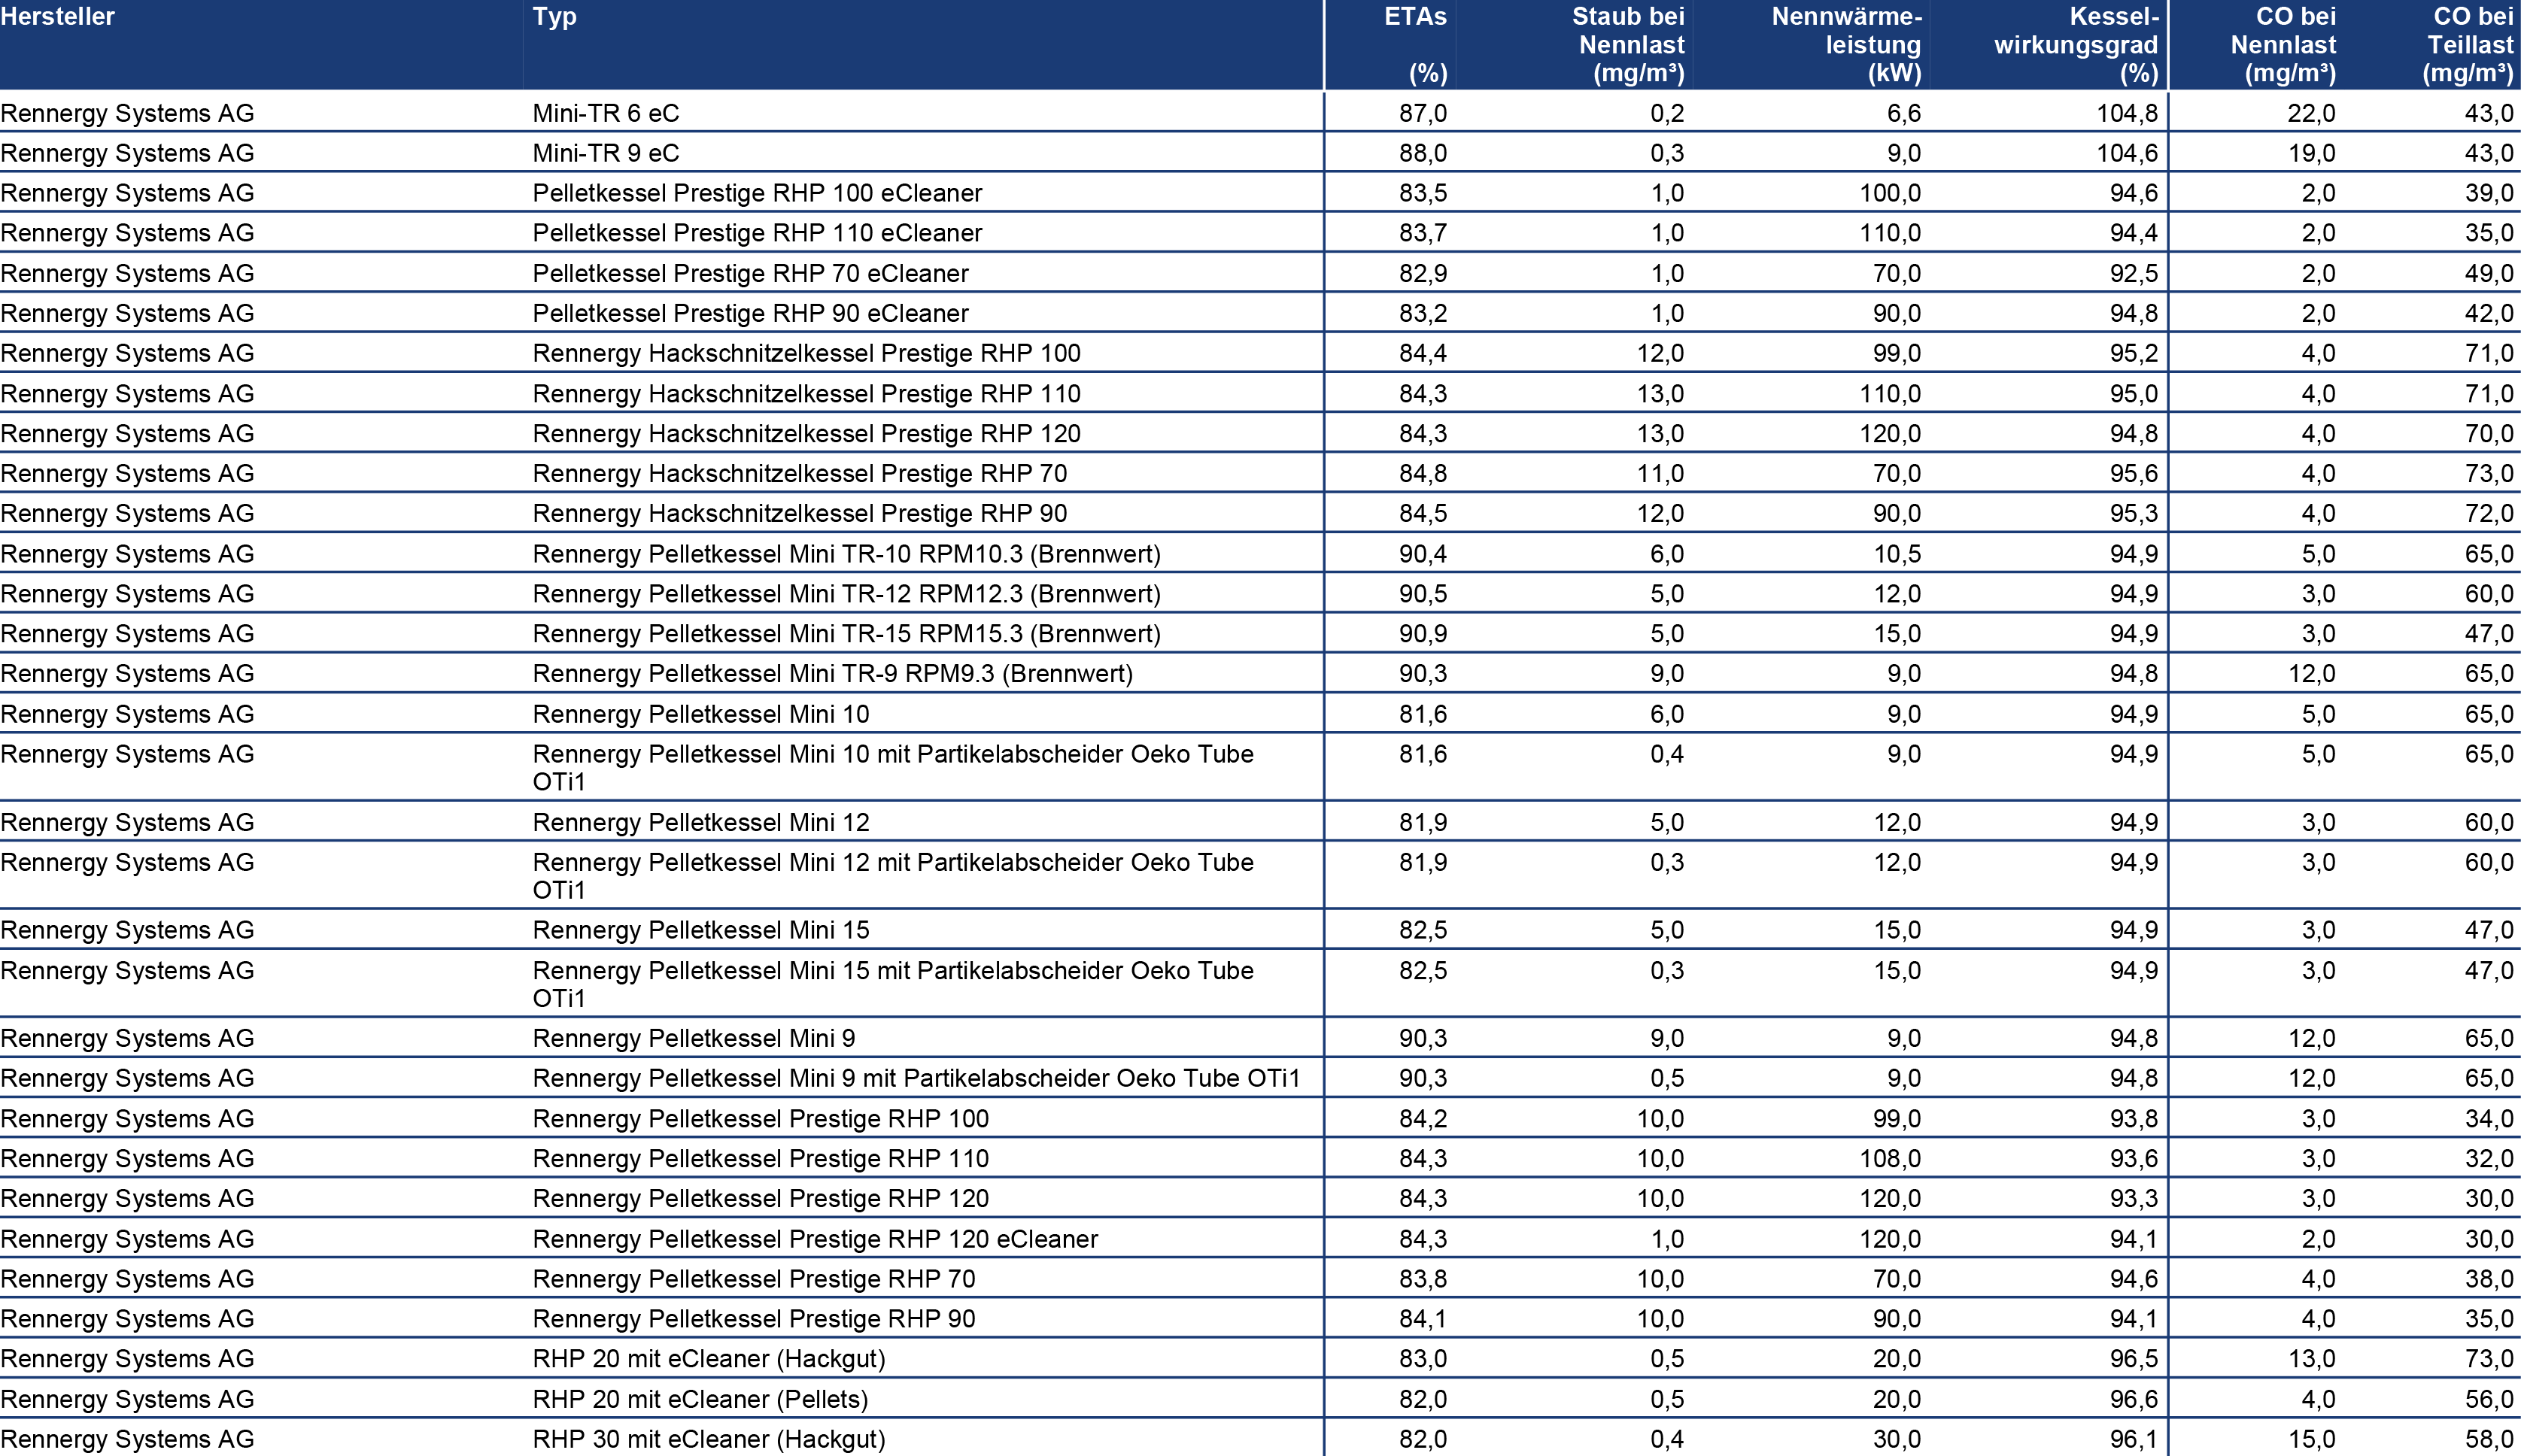 Hersteller Typ ETAs Staub bei Nennwärme- Kessel- CO bei CO bei
Nennlast leistung wirkungsgrad Nennlast Teillast
(%) (mg/m³) (kW) (%) (mg/m³) (mg/m³)
Rennergy Systems AG Mini-TR 6 eC 87,0 0,2 6,6 104,8 22,0 43,0
Rennergy Systems AG Mini-TR 9 eC 88,0 0,3 9,0 104,6 19,0 43,0
Rennergy Systems AG Pelletkessel Prestige RHP 100 eCleaner 83,5 1,0 100,0 94,6 2,0 39,0
Rennergy Systems AG Pelletkessel Prestige RHP 110 eCleaner 83,7 1,0 110,0 94,4 2,0 35,0
Rennergy Systems AG Pelletkessel Prestige RHP 70 eCleaner 82,9 1,0 70,0 92,5 2,0 49,0
Rennergy Systems AG Pelletkessel Prestige RHP 90 eCleaner 83,2 1,0 90,0 94,8 2,0 42,0
Rennergy Systems AG Rennergy Hackschnitzelkessel Prestige RHP 100 84,4 12,0 99,0 95,2 4,0 71,0
Rennergy Systems AG Rennergy Hackschnitzelkessel Prestige RHP 110 84,3 13,0 110,0 95,0 4,0 71,0
Rennergy Systems AG Rennergy Hackschnitzelkessel Prestige RHP 120 84,3 13,0 120,0 94,8 4,0 70,0
Rennergy Systems AG Rennergy Hackschnitzelkessel Prestige RHP 70 84,8 11,0 70,0 95,6 4,0 73,0
Rennergy Systems AG Rennergy Hackschnitzelkessel Prestige RHP 90 84,5 12,0 90,0 95,3 4,0 72,0
Rennergy Systems AG Rennergy Pelletkessel Mini TR-10 RPM10.3 (Brennwert) 90,4 6,0 10,5 94,9 5,0 65,0
Rennergy Systems AG Rennergy Pelletkessel Mini TR-12 RPM12.3 (Brennwert) 90,5 5,0 12,0 94,9 3,0 60,0
Rennergy Systems AG Rennergy Pelletkessel Mini TR-15 RPM15.3 (Brennwert) 90,9 5,0 15,0 94,9 3,0 47,0
Rennergy Systems AG Rennergy Pelletkessel Mini TR-9 RPM9.3 (Brennwert) 90,3 9,0 9,0 94,8 12,0 65,0
Rennergy Systems AG Rennergy Pelletkessel Mini 10 81,6 6,0 9,0 94,9 5,0 65,0
Rennergy Systems AG Rennergy Pelletkessel Mini 10 mit Partikelabscheider Oeko Tube 81,6 0,4 9,0 94,9 5,0 65,0
OTi1
Rennergy Systems AG Rennergy Pelletkessel Mini 12 81,9 5,0 12,0 94,9 3,0 60,0
Rennergy Systems AG Rennergy Pelletkessel Mini 12 mit Partikelabscheider Oeko Tube 81,9 0,3 12,0 94,9 3,0 60,0
OTi1
Rennergy Systems AG Rennergy Pelletkessel Mini 15 82,5 5,0 15,0 94,9 3,0 47,0
Rennergy Systems AG Rennergy Pelletkessel Mini 15 mit Partikelabscheider Oeko Tube 82,5 0,3 15,0 94,9 3,0 47,0
OTi1
Rennergy Systems AG Rennergy Pelletkessel Mini 9 90,3 9,0 9,0 94,8 12,0 65,0
Rennergy Systems AG Rennergy Pelletkessel Mini 9 mit Partikelabscheider Oeko Tube OTi1 90,3 0,5 9,0 94,8 12,0 65,0
Rennergy Systems AG Rennergy Pelletkessel Prestige RHP 100 84,2 10,0 99,0 93,8 3,0 34,0
Rennergy Systems AG Rennergy Pelletkessel Prestige RHP 110 84,3 10,0 108,0 93,6 3,0 32,0
Rennergy Systems AG Rennergy Pelletkessel Prestige RHP 120 84,3 10,0 120,0 93,3 3,0 30,0
Rennergy Systems AG Rennergy Pelletkessel Prestige RHP 120 eCleaner 84,3 1,0 120,0 94,1 2,0 30,0
Rennergy Systems AG Rennergy Pelletkessel Prestige RHP 70 83,8 10,0 70,0 94,6 4,0 38,0
Rennergy Systems AG Rennergy Pelletkessel Prestige RHP 90 84,1 10,0 90,0 94,1 4,0 35,0
Rennergy Systems AG RHP 20 mit eCleaner (Hackgut) 83,0 0,5 20,0 96,5 13,0 73,0
Rennergy Systems AG RHP 20 mit eCleaner (Pellets) 82,0 0,5 20,0 96,6 4,0 56,0
Rennergy Systems AG RHP 30 mit eCleaner (Hackgut) 82,0 0,4 30,0 96,1 15,0 58,0